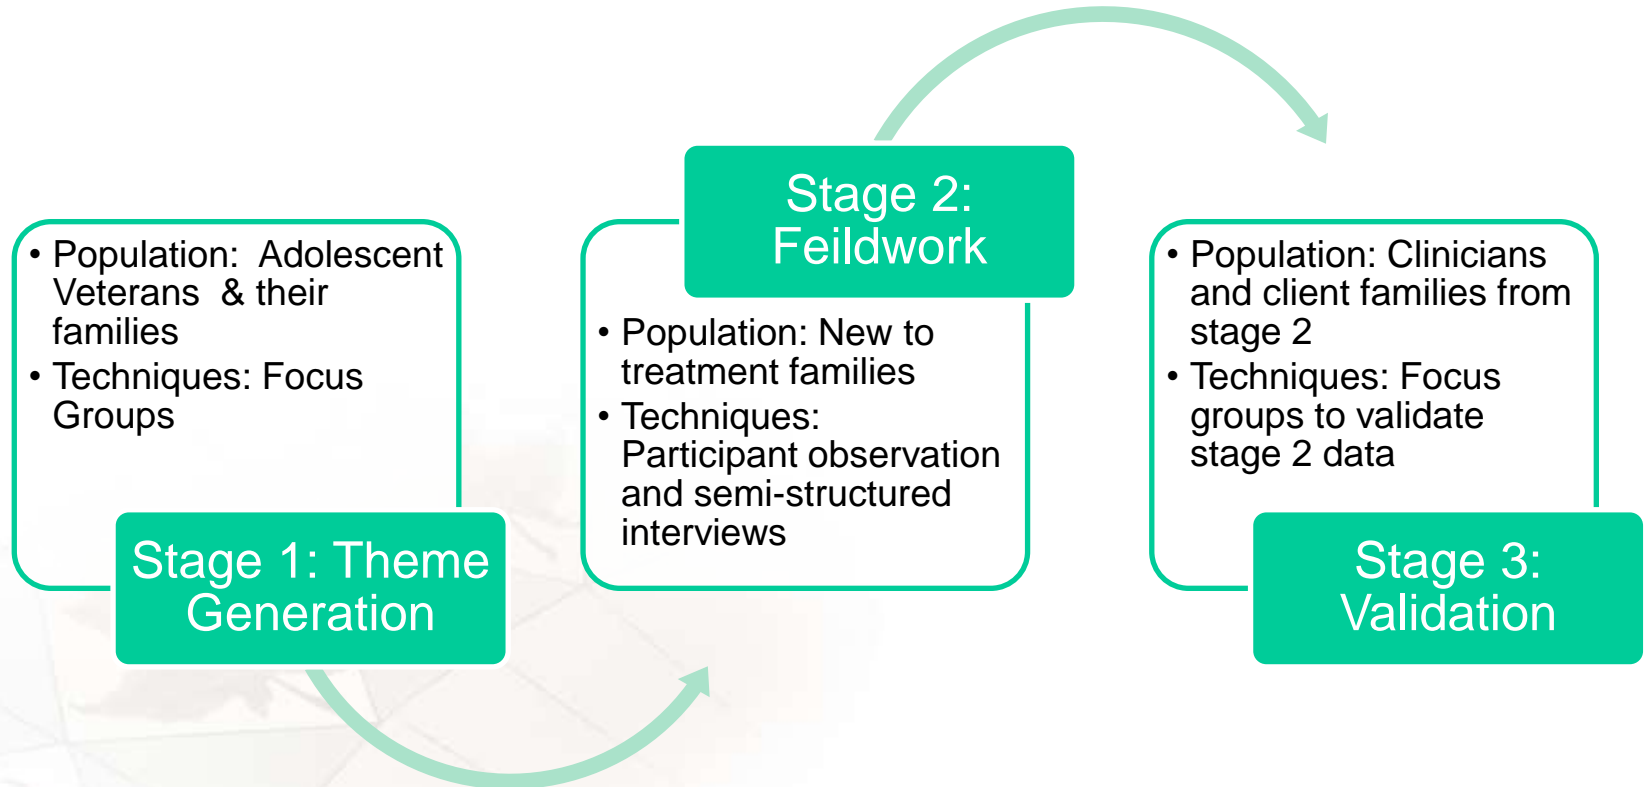 • Population: Adolescent
Veterans & their
families
• Techniques: Focus
Groups
Stage 1: Theme
Generation
Stage 2:
Feildwork
• Population: New to
treatment families
• Techniques:
Participant observation
and semi-structured
interviews
• Population: Clinicians
and client families from
stage 2
• Techniques: Focus
groups to validate
stage 2 data
Stage 3:
Validation